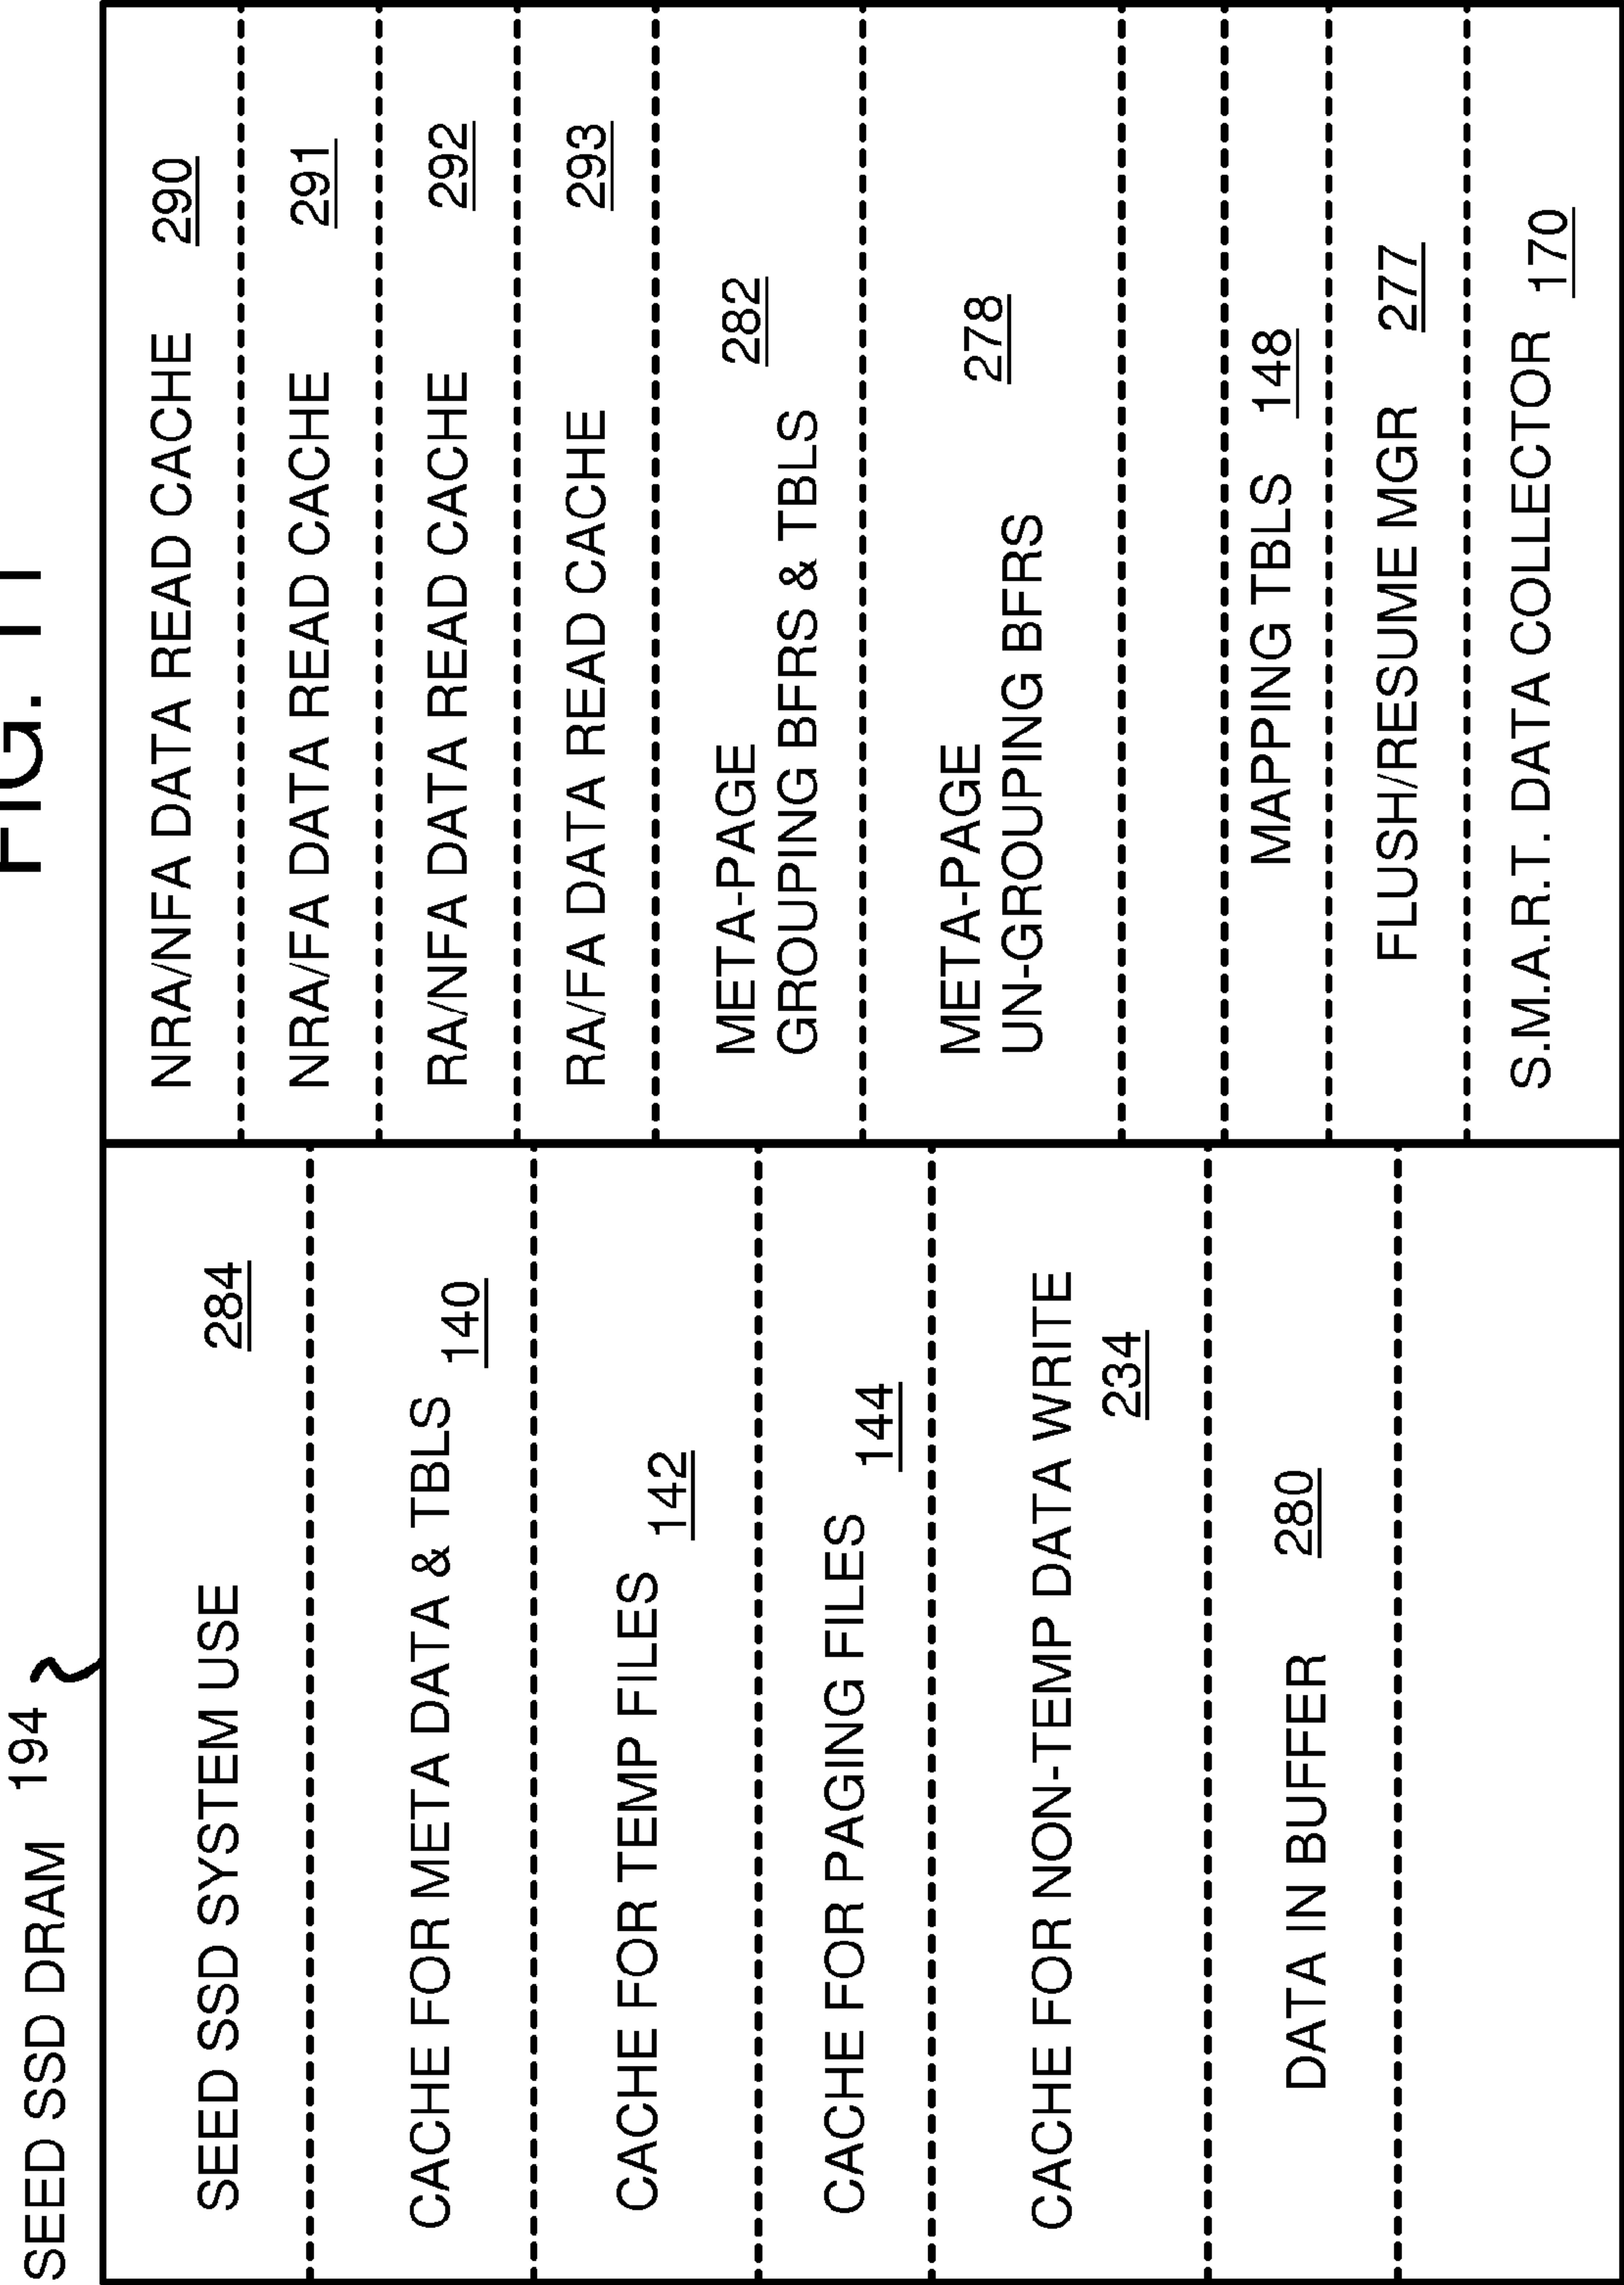 FIG. 11
SEED SSD DRAM 194
SEED SSD SYSTEM USE 284
CACHE FOR META DATA & TBLS 140
CACHE FOR TEMP FILES 142
CACHE FOR PAGING FILES 144
CACHE FOR NON-TEMP DATA WRITE
234
DATA IN BUFFER 280
NRA/NFA DATA READ CACHE 290
NRA/FA DATA READ CACHE 291
RA/NFA DATA READ CACHE 292
RA/FA DATA READ CACHE 293
META-PAGE 282
GROUPING BFRS & TBLS
META-PAGE
UN-GROUPING BFRS 278
MAPPING TBLS 148
FLUSH/RESUME MGR 277
S.M.A.R.T. DATA COLLECTOR 170